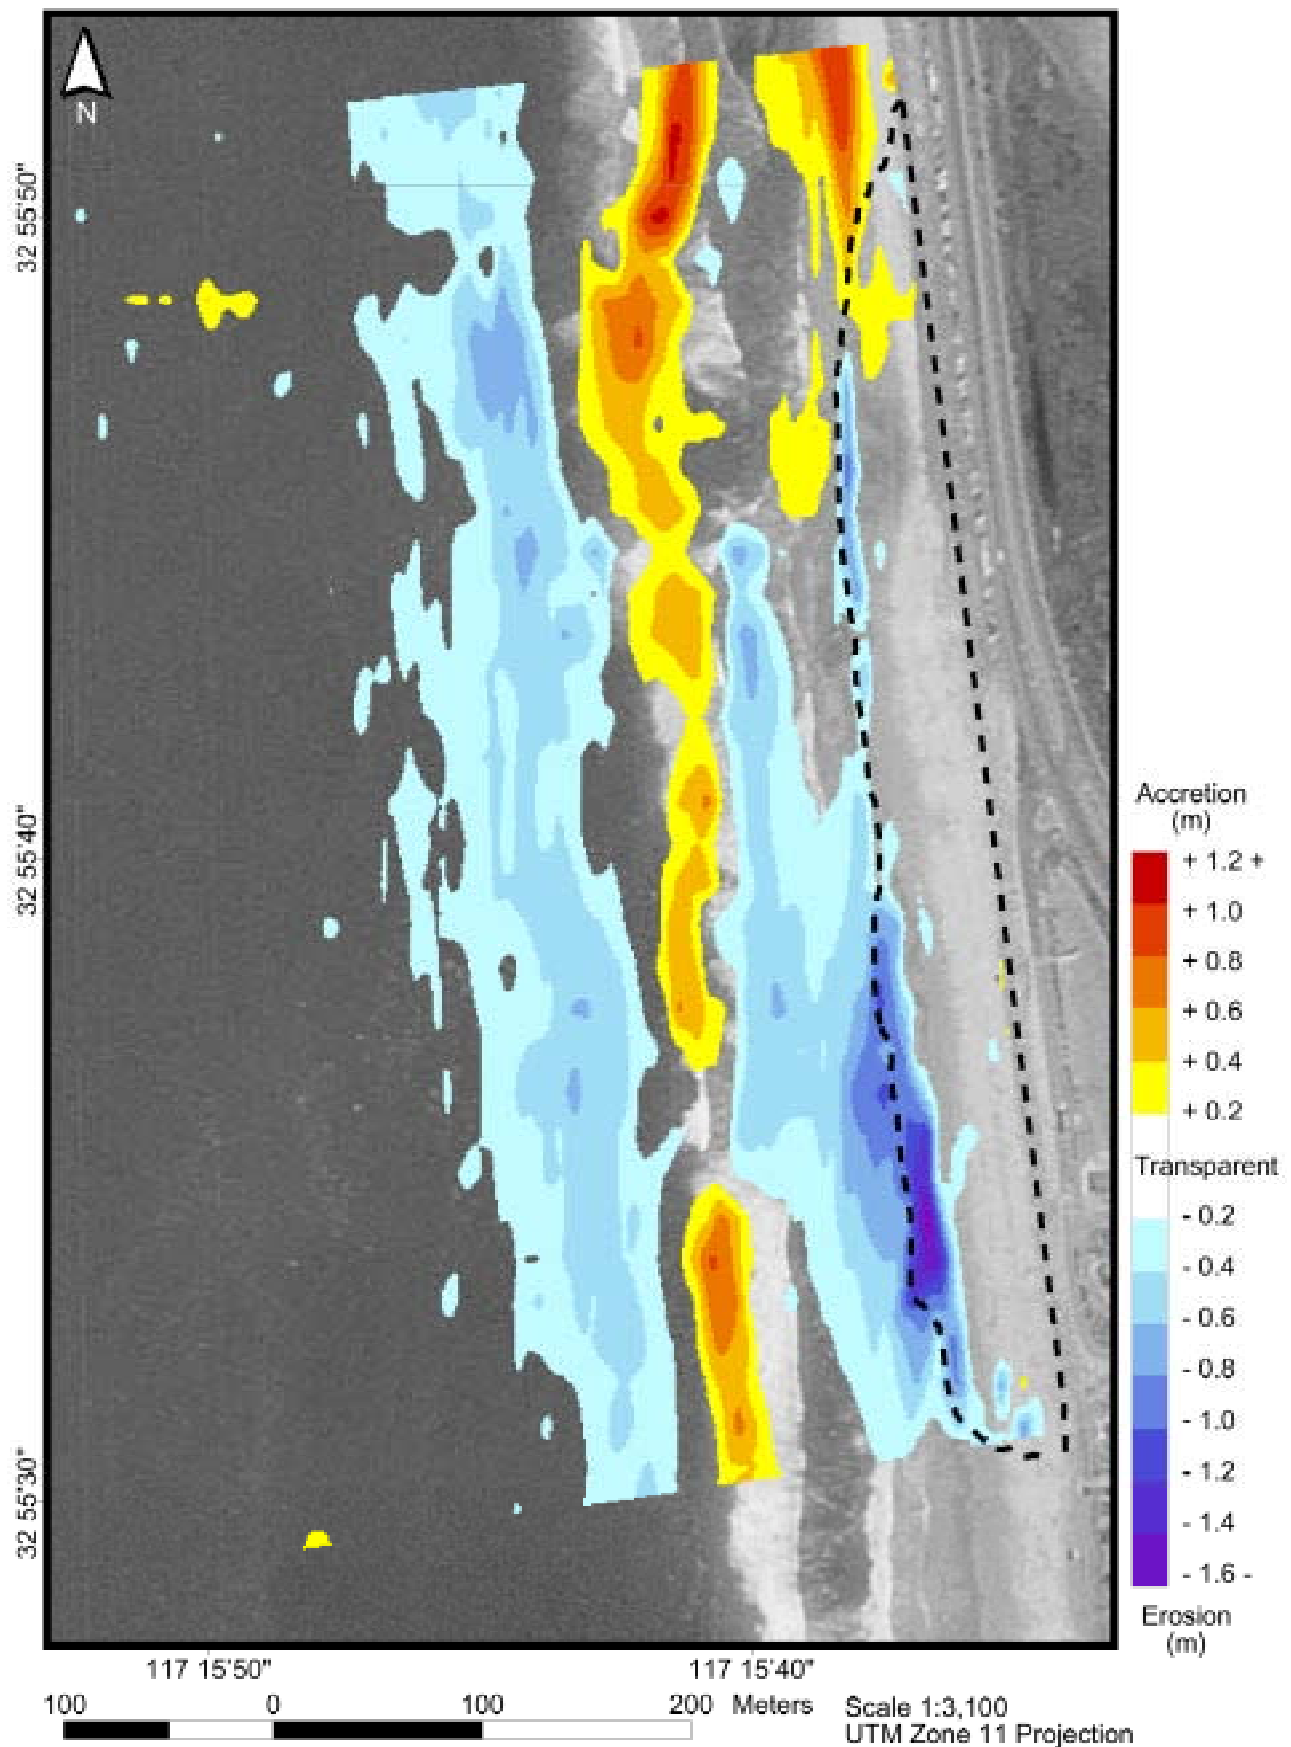 N
32 55'50"
32 55'40"
32 55'30"
Accretion
(m)
+ 1.2 +
+ 1.0
+ 0.8
+ 0.6
+ 0.4
+ 0.2
Transparent
- 0.2
- 0.4
- 0.6
- 0.8
- 1.0
- 1.2
- 1.4
- 1.6 -
Erosion
(m)
117 15'50"
117 15'40"
100 0 100 200 Meters
Scale 1:3,100
UTM Zone 11 Projection